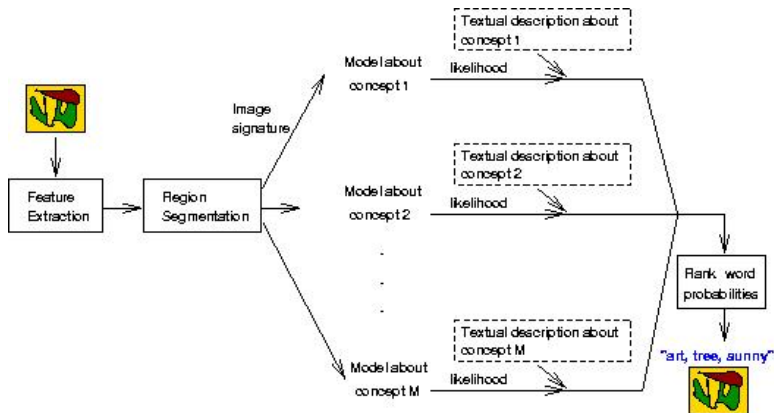 Textual description about
concept 1
Model about
concept 1
likelihood
Image
signature
Feature
Extraction
Region
Segmentation
Textual description about
concept 2
Model about
concept 2
likelihood
.
.
.
Rank word
probabilities
Textual description about
concept M
Model about
concept M
likelihood
"art, tree, sunny"